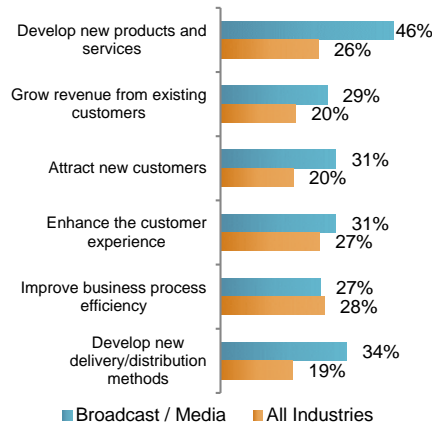 Develop new products and
services
46%
26%
Grow revenue from existing
customers
29%
20%
Attract new customers
31%
20%
Enhance the customer
experience
31%
27%
Improve business process
efficiency
27%
28%
Develop new
delivery/distribution
methods
34%
19%
Broadcast / Media
All Industries